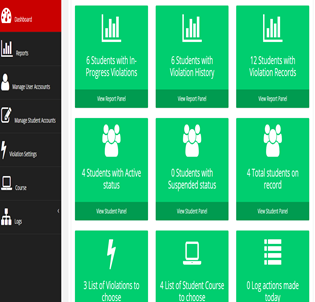 Dashboard
Reports
Manage User Accounts
Manage Student Accounts
Violation Settings
Course
Logs
6 Students with In-
Progress Violations
View Report Panel
6 Students with
Violation History
View Report Panel
12 Students with
Violation Records
View Report Panel
4 Students with Active
status
View Student Panel
0 Students with
Suspended status
View Student Panel
4 Total students on
record
View Student Panel
3 List of Violations to
choose
4 List of Student Course
to choose
0 Log actions made
today